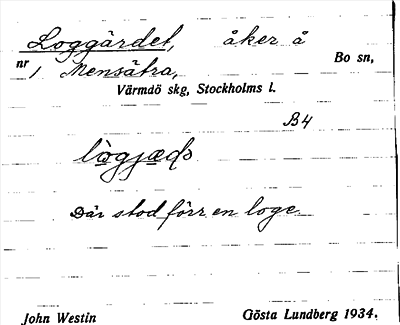 Loggärdet, åker å
nr 1 Mensätra, Bo sn,
Värmdö skg, Stockholms l.
B4
Där stod förr en loge
John Westin Gösta Lundberg 1934.